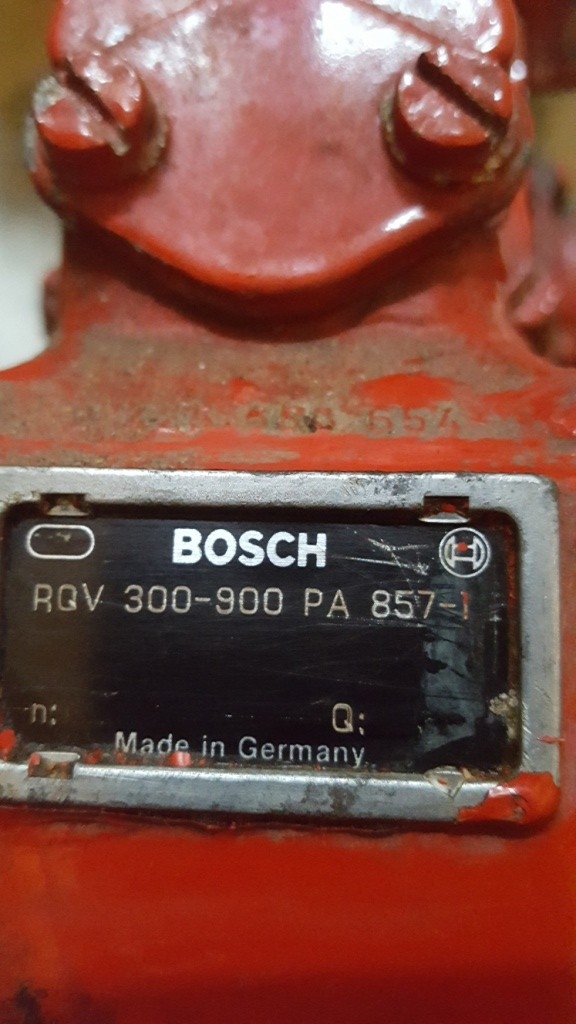 BOSCH
RQV 300-900 PA 857-1
n: Q:
Made in Germany